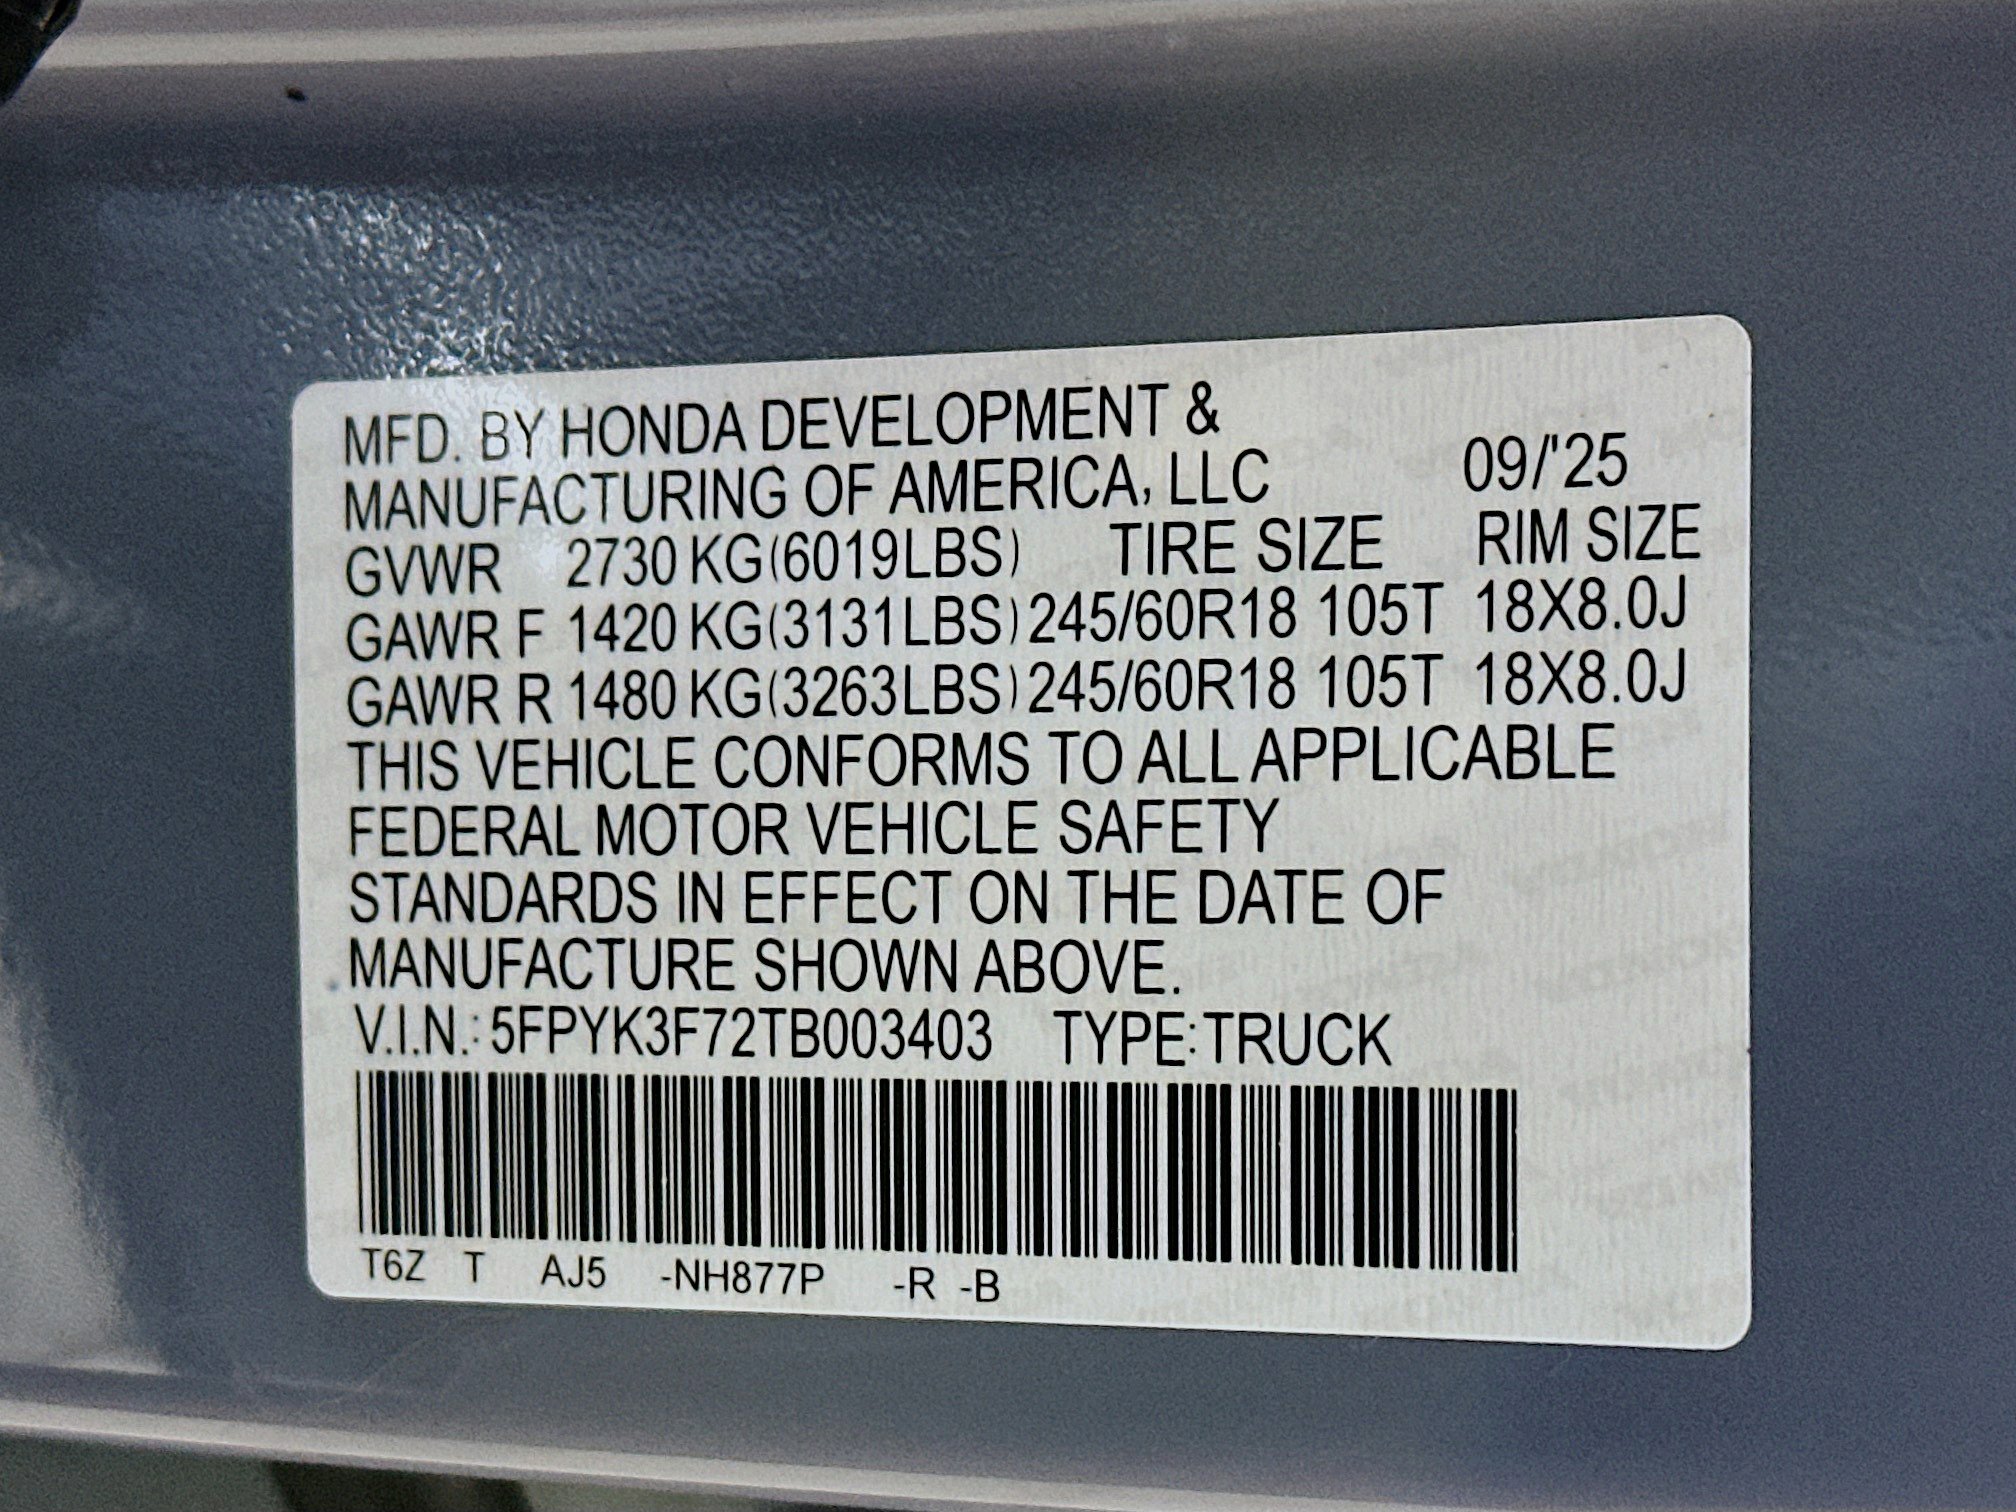 MFD. BY HONDA DEVELOPMENT &
MANUFACTURING OF AMERICA, LLC 09/'25
GVWR 2730 KG(6019LBS) TIRE SIZE RIM SIZE
GAWR F 1420 KG(3131LBS) 245/60R18 105T 18X8.0J
GAWR R 1480 KG(3263LBS) 245/60R18 105T 18X8.0J
THIS VEHICLE CONFORMS TO ALL APPLICABLE
FEDERAL MOTOR VEHICLE SAFETY
STANDARDS IN EFFECT ON THE DATE OF
MANUFACTURE SHOWN ABOVE.
V.I.N.: 5FPYK3F72TB003403 TYPE:TRUCK
T6Z T AJ5 -NH877P -R -B